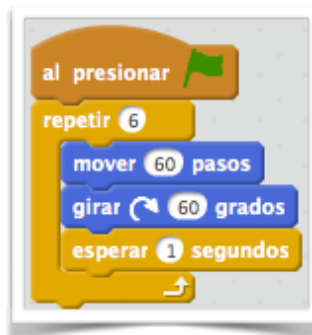 al presionar
repetir 6
mover 60 pasos
girar 60 grados
esperar 1 segundos